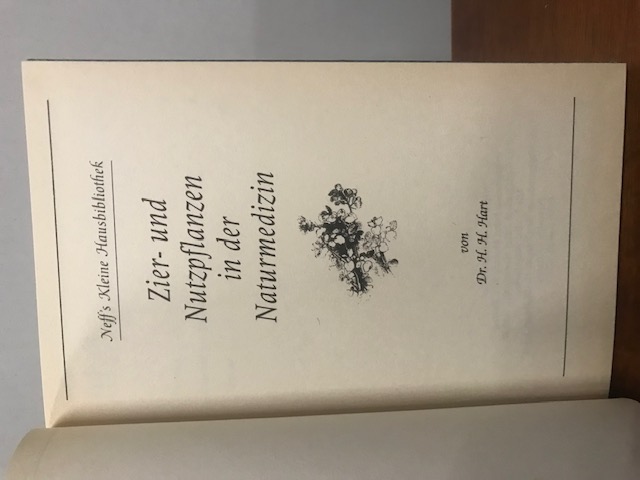 Neff's Kleine Hausbibliothek
Zier- und
Nutzpflanzen
in der
Naturmedizin
von
Dr. H. H. Hart